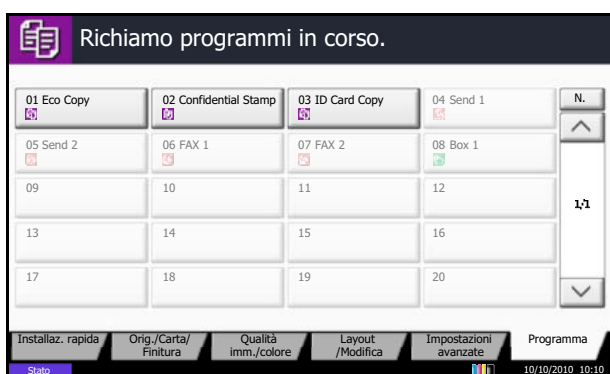 Richiamo programmi in corso.
01 Eco Copy
02 Confidential Stamp
03 ID Card Copy
04 Send 1
N.
05 Send 2
06 FAX 1
07 FAX 2
08 Box 1
09
10
11
12
1/1
13
14
15
16
17
18
19
20
Installaz. rapida
Orig./Carta/
Finitura
Qualità
imm./colore
Layout
/Modifica
Impostazioni
avanzate
Programma
Stato
10/10/2010 10:10